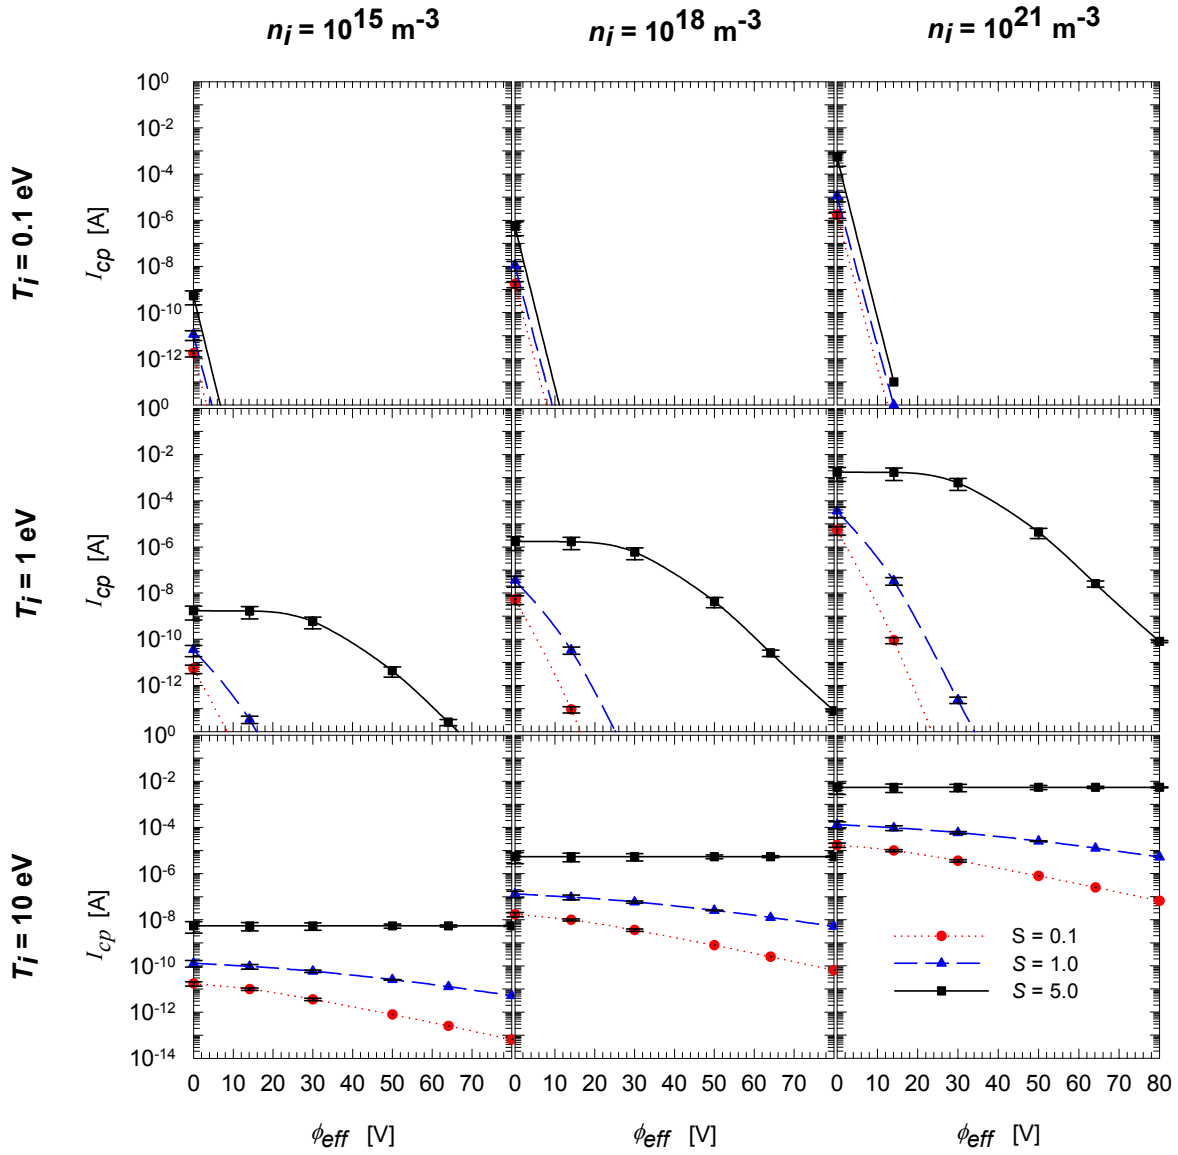 n_i = 10^15 m^-3 n_i = 10^18 m^-3 n_i = 10^21 m^-3
T_i = 0.1 eV
I_cp [A]
10^0
10^-2
10^-4
10^-6
10^-8
10^-10
10^-12
10^0
T_i = 1 eV
I_cp [A]
10^-2
10^-4
10^-6
10^-8
10^-10
10^-12
10^0
T_i = 10 eV
I_cp [A]
10^-2
10^-4
10^-6
10^-8
10^-10
10^-12
10^-14
S = 0.1
S = 1.0
S = 5.0
0 10 20 30 40 50 60 70 0 10 20 30 40 50 60 70 0 10 20 30 40 50 60 70 80
ϕ_eff [V] ϕ_eff [V] ϕ_eff [V]